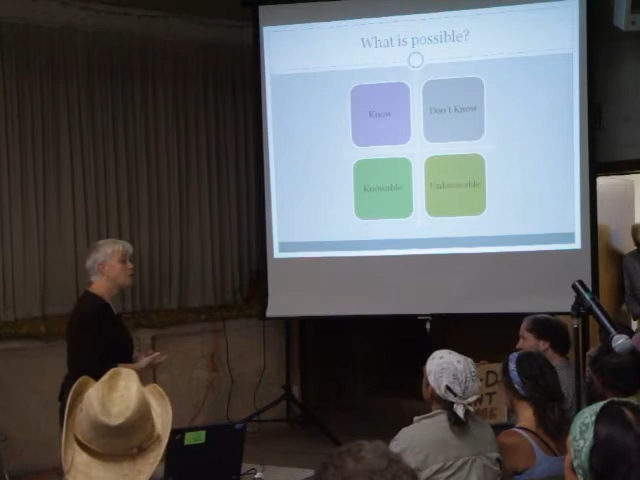 What is possible?
Know
Don't Know
Knowable
Unknowable